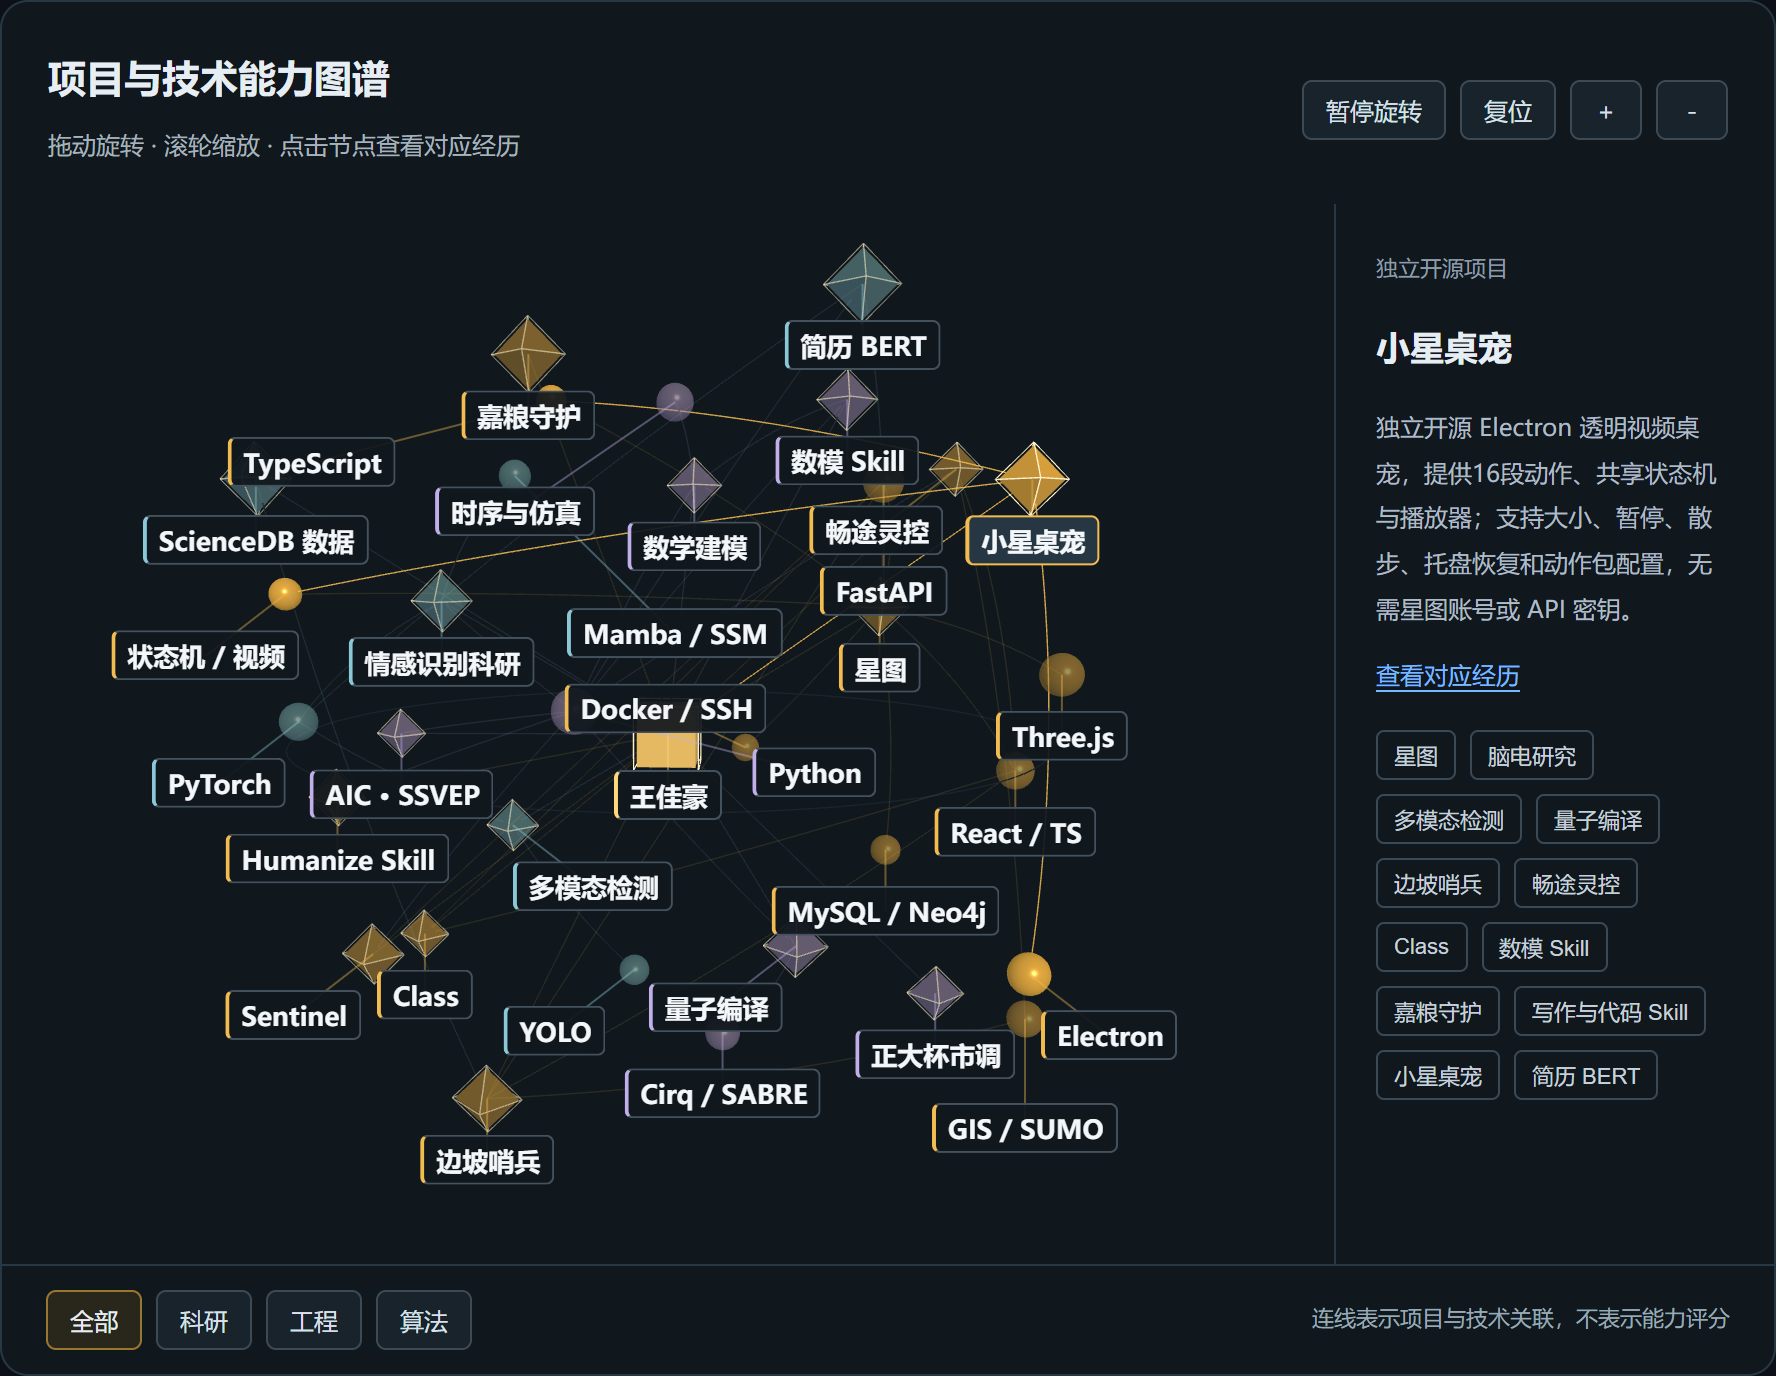 项目与技术能力图谱
拖动旋转 · 滚轮缩放 · 点击节点查看对应经历
暂停旋转
复位
+
-
简历 BERT
嘉粮守护
TypeScript
数模 Skill
时序与仿真
畅途灵控
ScienceDB 数据
数学建模
小星桌宠
FastAPI
Mamba / SSM
状态机 / 视频
情感识别科研
星图
Docker / SSH
Three.js
Python
PyTorch
AIC · SSVEP
王佳豪
React / TS
Humanize Skill
多模态检测
MySQL / Neo4j
Class
量子编译
Sentinel
YOLO
Electron
正大杯市调
Cirq / SABRE
GIS / SUMO
边坡哨兵
独立开源项目
小星桌宠
独立开源 Electron 透明视频桌
宠，提供16段动作、共享状态机
与播放器；支持大小、暂停、散
步、托盘恢复和动作包配置，无
需星图账号或 API 密钥。
查看对应经历
星图
脑电研究
多模态检测
量子编译
边坡哨兵
畅途灵控
Class
数模 Skill
嘉粮守护
写作与代码 Skill
小星桌宠
简历 BERT
全部
科研
工程
算法
连线表示项目与技术关联，不表示能力评分